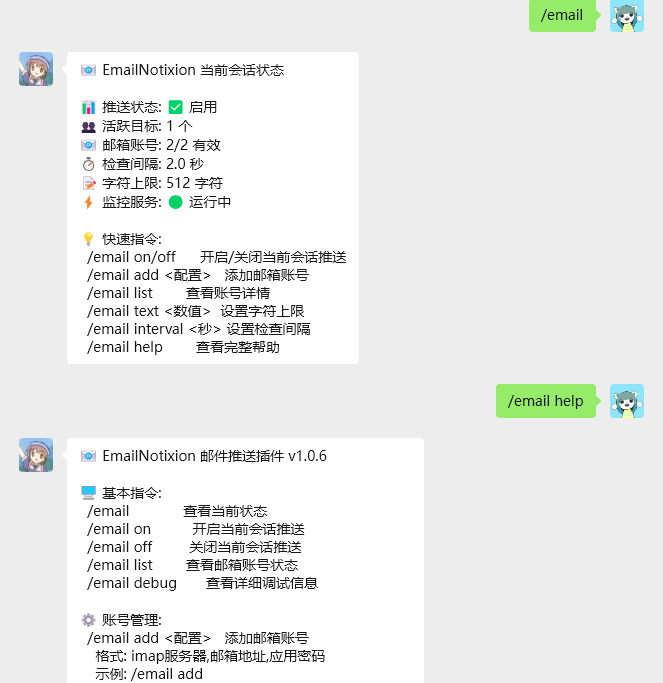 /email
📧 EmailNotixion 当前会话状态
📊 推送状态: ✅ 启用
👥 活跃目标: 1 个
📧 邮箱账号: 2/2 有效
⏱ 检查间隔: 2.0 秒
📝 字符上限: 512 字符
⚡ 监控服务: 🟢 运行中
💡 快速指令:
/email on/off 开启/关闭当前会话推送
/email add <配置> 添加邮箱账号
/email list 查看账号详情
/email text <数值> 设置字符上限
/email interval <秒> 设置检查间隔
/email help 查看完整帮助
/email help
📧 EmailNotixion 邮件推送插件 v1.0.6
🖥 基本指令:
/email 查看当前状态
/email on 开启当前会话推送
/email off 关闭当前会话推送
/email list 查看邮箱账号状态
/email debug 查看详细调试信息
⚙ 账号管理:
/email add <配置> 添加邮箱账号
格式: imap服务器,邮箱地址,应用密码
示例: /email add